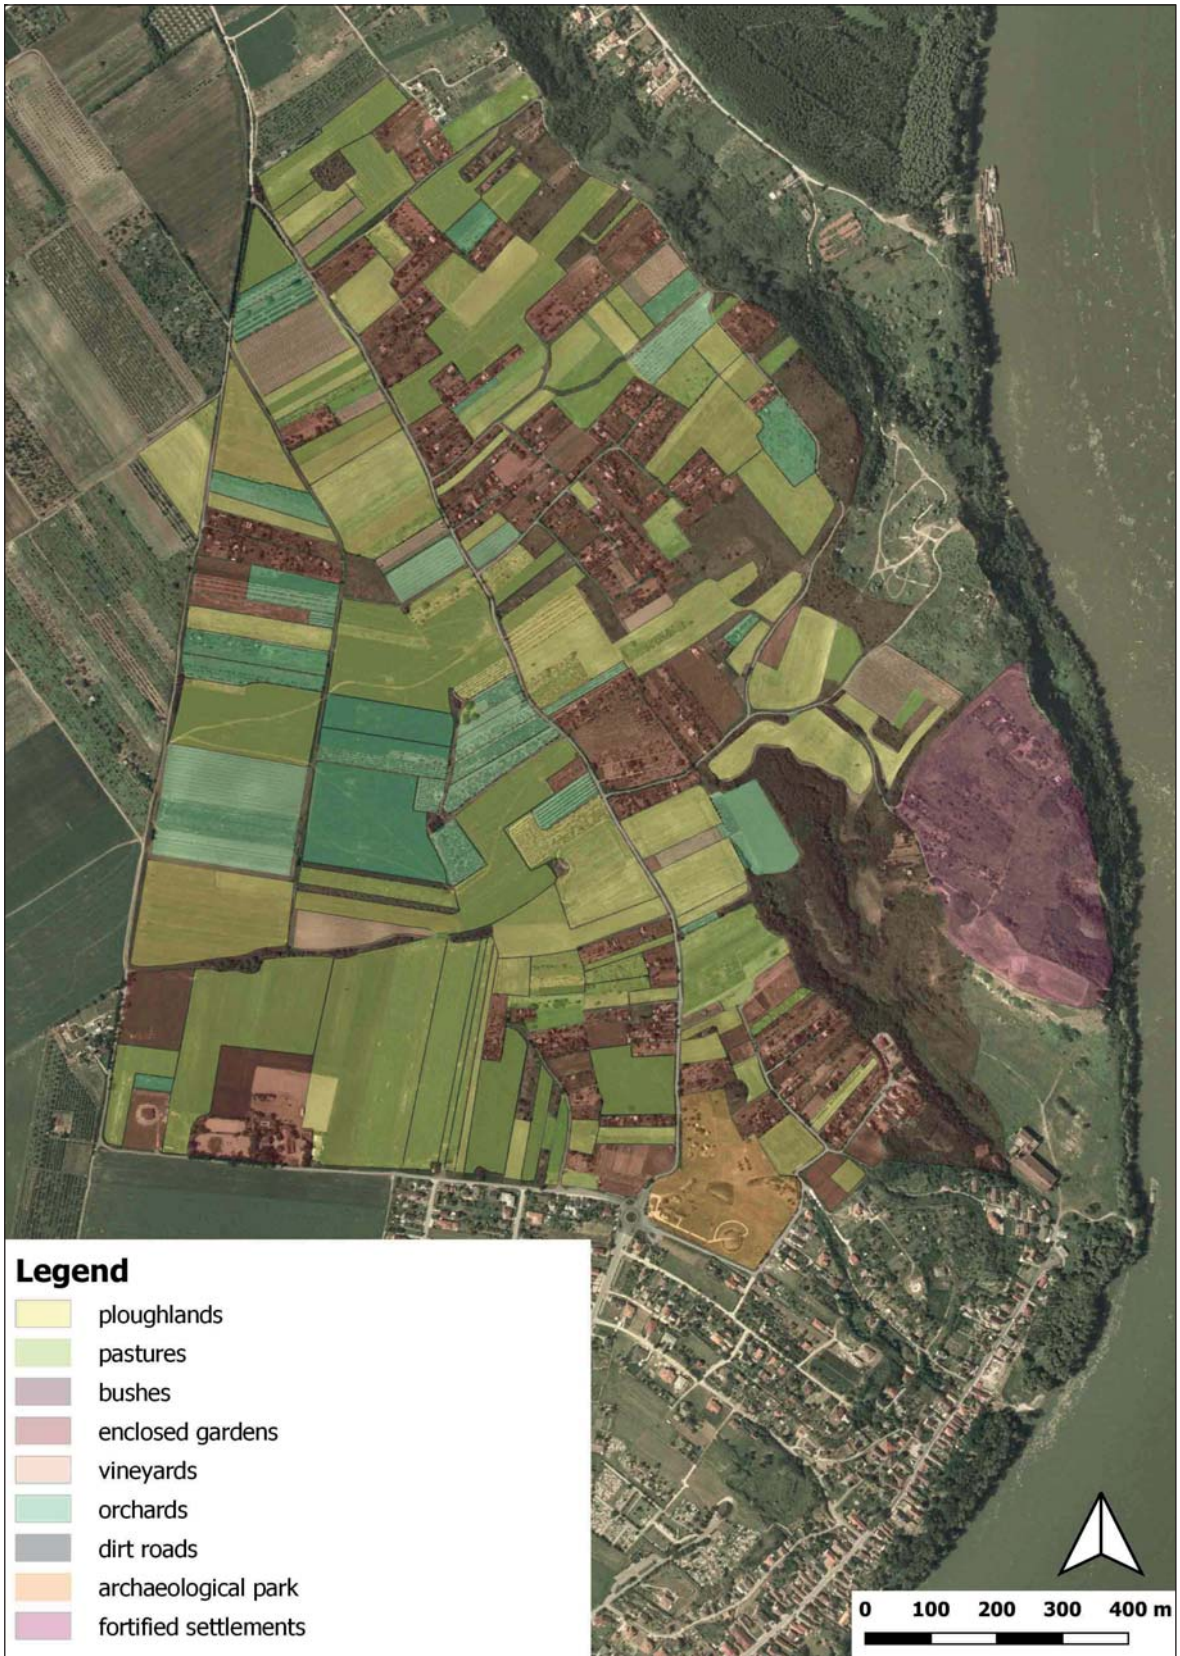 Legend
ploughlands
pastures
bushes
enclosed gardens
vineyards
orchards
dirt roads
archaeological park
fortified settlements
0 100 200 300 400 m